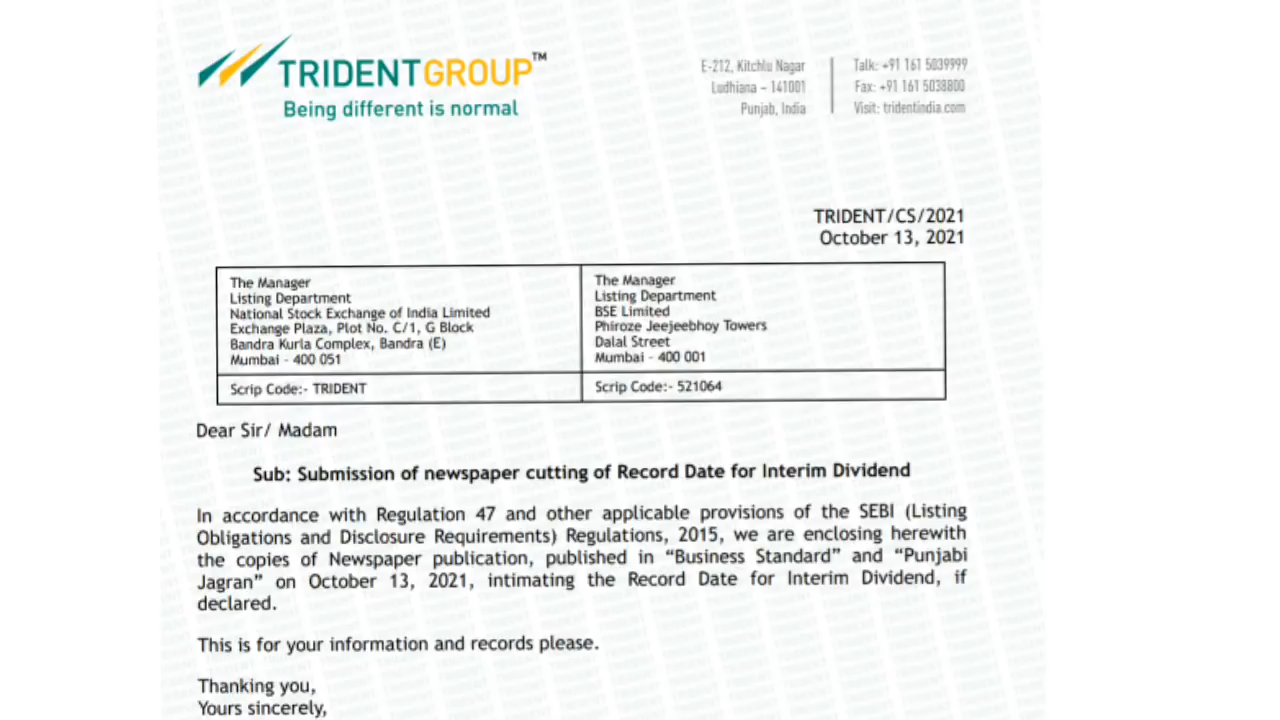 TRIDENTGROUP™
Being different is normal
E-212, Kitchlu Nagar
Ludhiana – 141001
Punjab, India
Talk: +91 161 5039999
Fax: +91 161 5038800
Visit: tridentindia.com
TRIDENT/CS/2021
October 13, 2021
The Manager
Listing Department
National Stock Exchange of India Limited
Exchange Plaza, Plot No. C/1, G Block
Bandra Kurla Complex, Bandra (E)
Mumbai - 400 051
The Manager
Listing Department
BSE Limited
Phiroze Jeejeebhoy Towers
Dalal Street
Mumbai - 400 001
Scrip Code:- TRIDENT
Scrip Code:- 521064
Dear Sir/ Madam
Sub: Submission of newspaper cutting of Record Date for Interim Dividend
In accordance with Regulation 47 and other applicable provisions of the SEBI (Listing
Obligations and Disclosure Requirements) Regulations, 2015, we are enclosing herewith
the copies of Newspaper publication, published in “Business Standard” and “Punjabi
Jagran” on October 13, 2021, intimating the Record Date for Interim Dividend, if
declared.
This is for your information and records please.
Thanking you,
Yours sincerely,